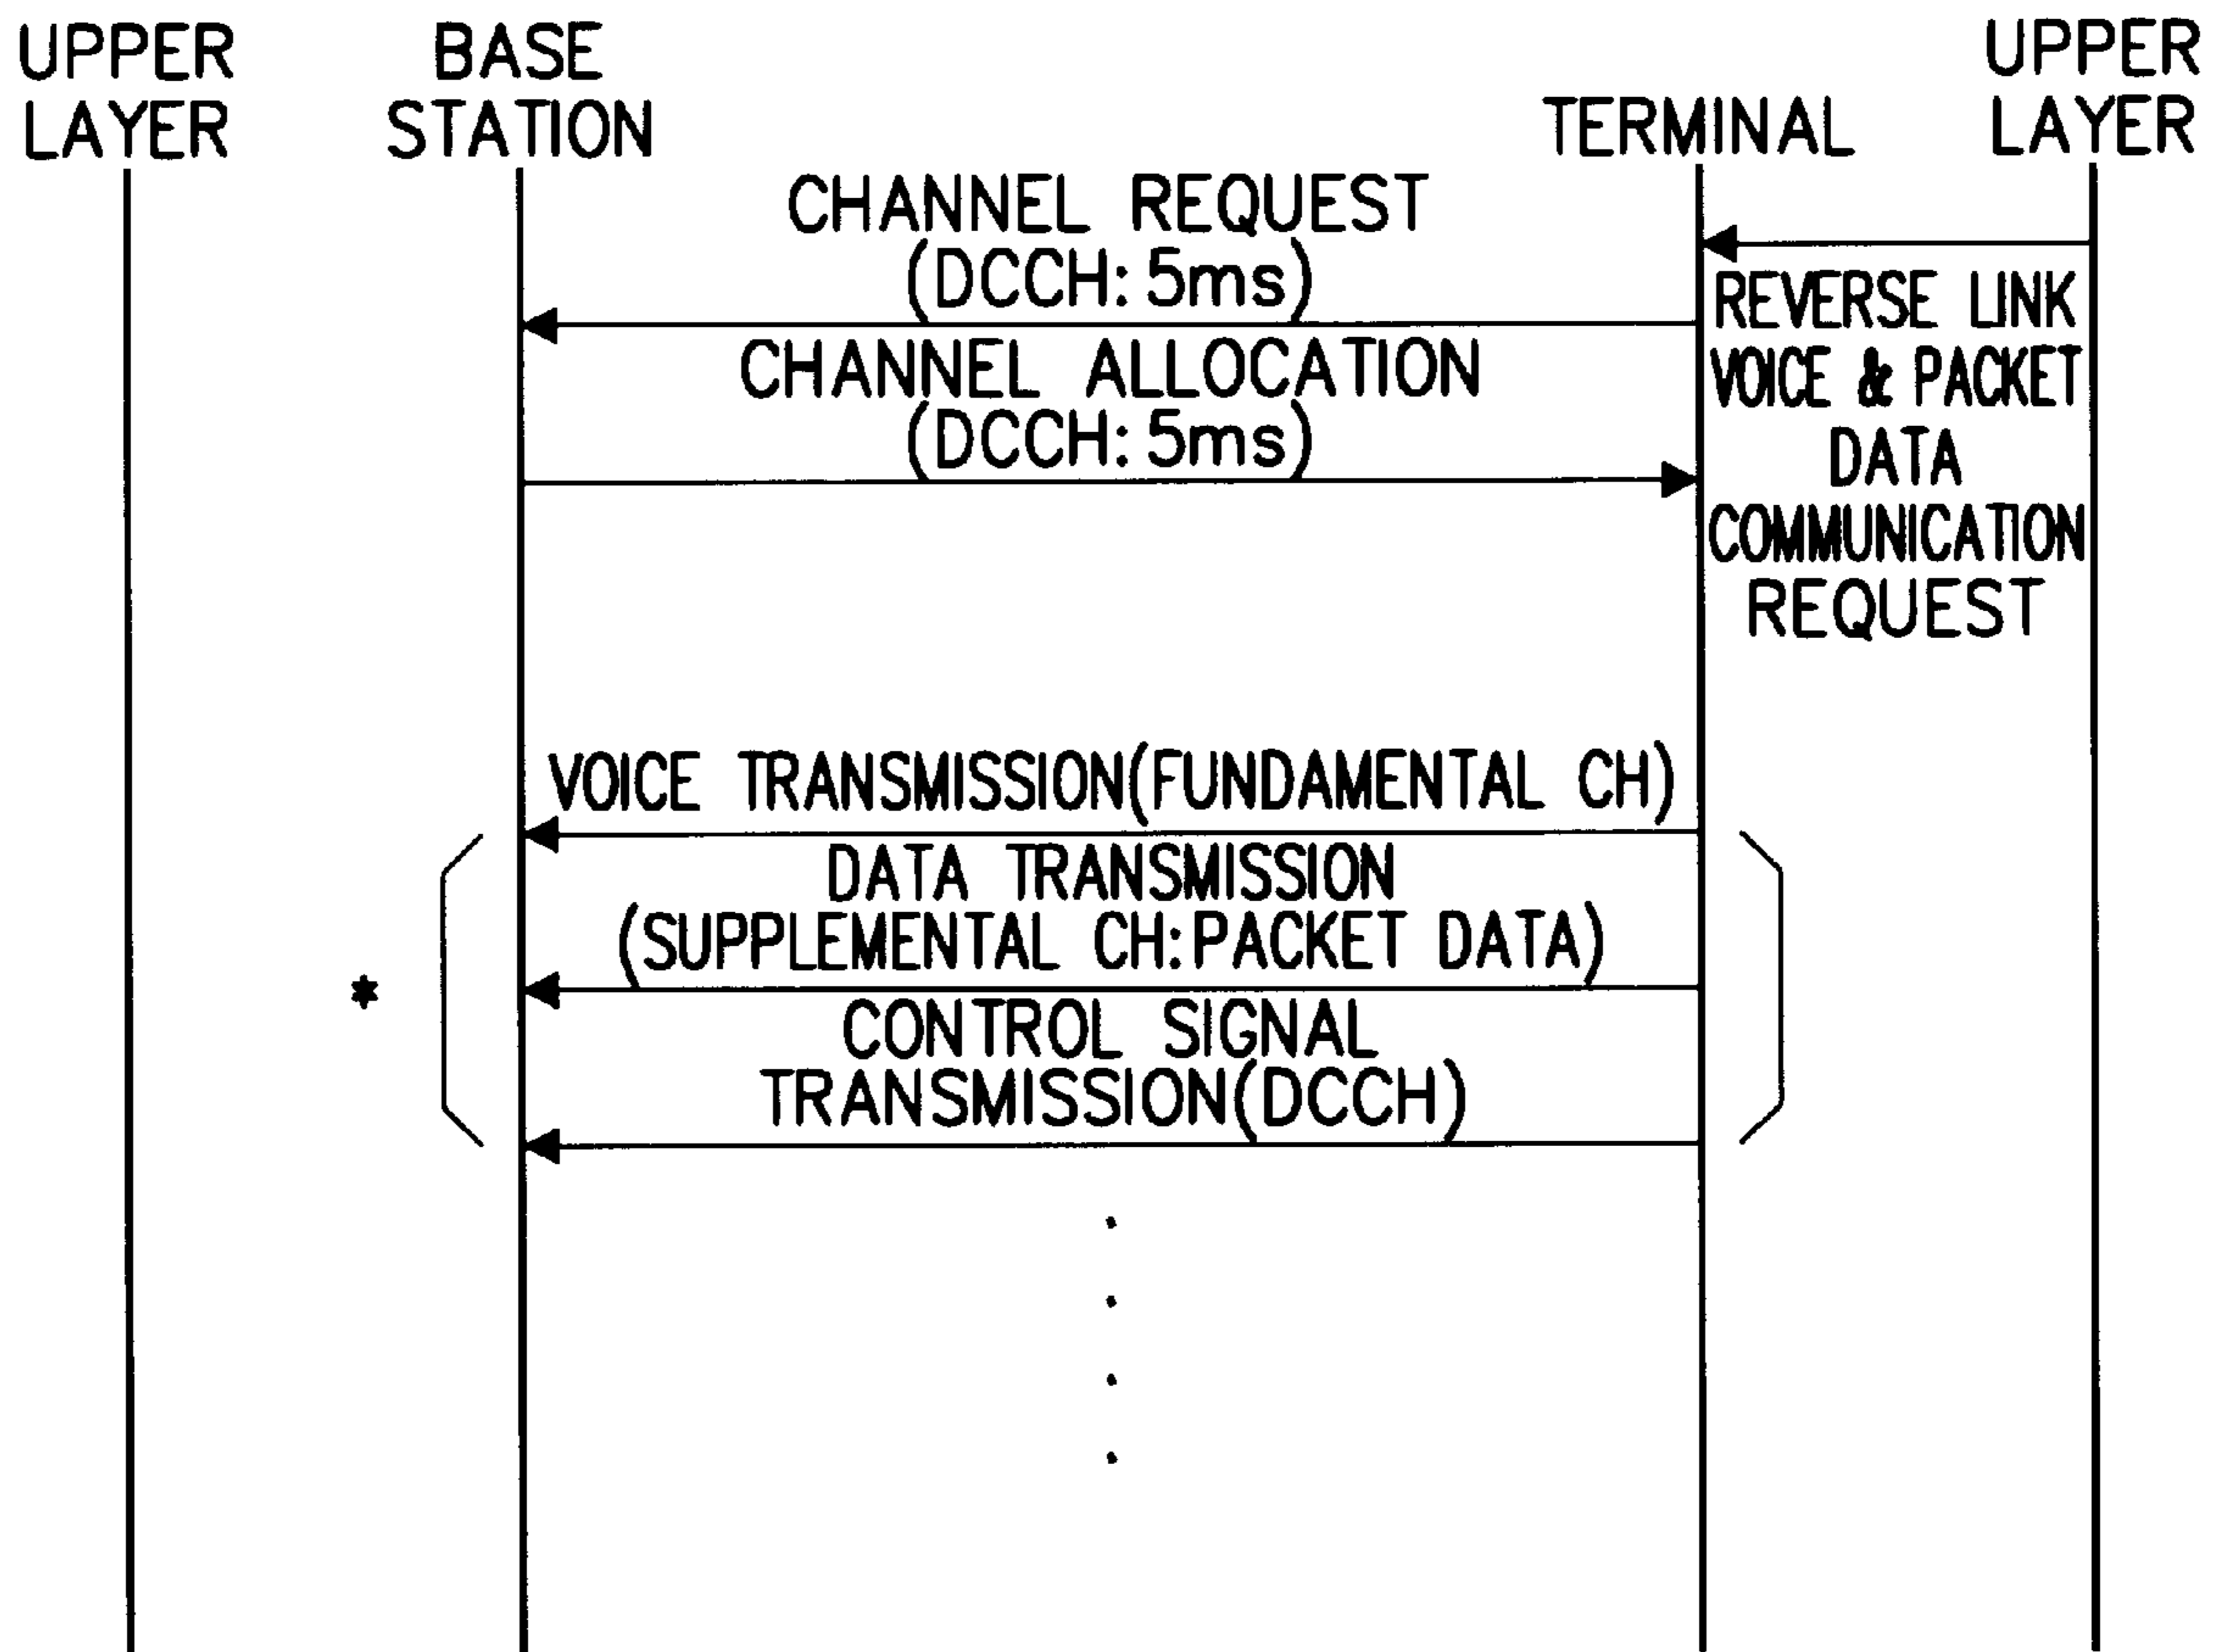 UPPER
LAYER
BASE
STATION
TERMINAL
UPPER
LAYER
CHANNEL REQUEST
(DCCH: 5ms)
REVERSE LINK
VOICE & PACKET
DATA
COMMUNICATION
REQUEST
CHANNEL ALLOCATION
(DCCH: 5ms)
VOICE TRANSMISSION(FUNDAMENTAL CH)
DATA TRANSMISSION
(SUPPLEMENTAL CH:PACKET DATA)
*
CONTROL SIGNAL
TRANSMISSION(DCCH)